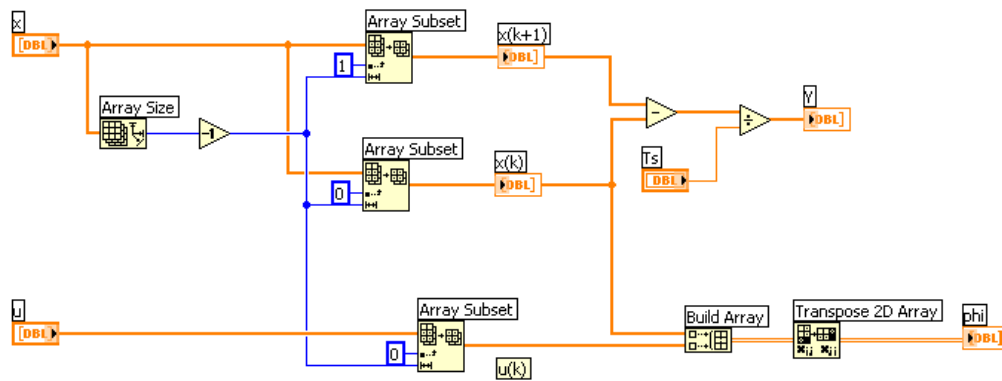 x
Array Subset
x(k+1)
DBL
1
DBL
Array Size
-1
Y
DBL
Array Subset
x(k)
Ts
DBL
DBL
0
u
Array Subset
Build Array
Transpose 2D Array
phi
DBL
DBL
0
u(k)